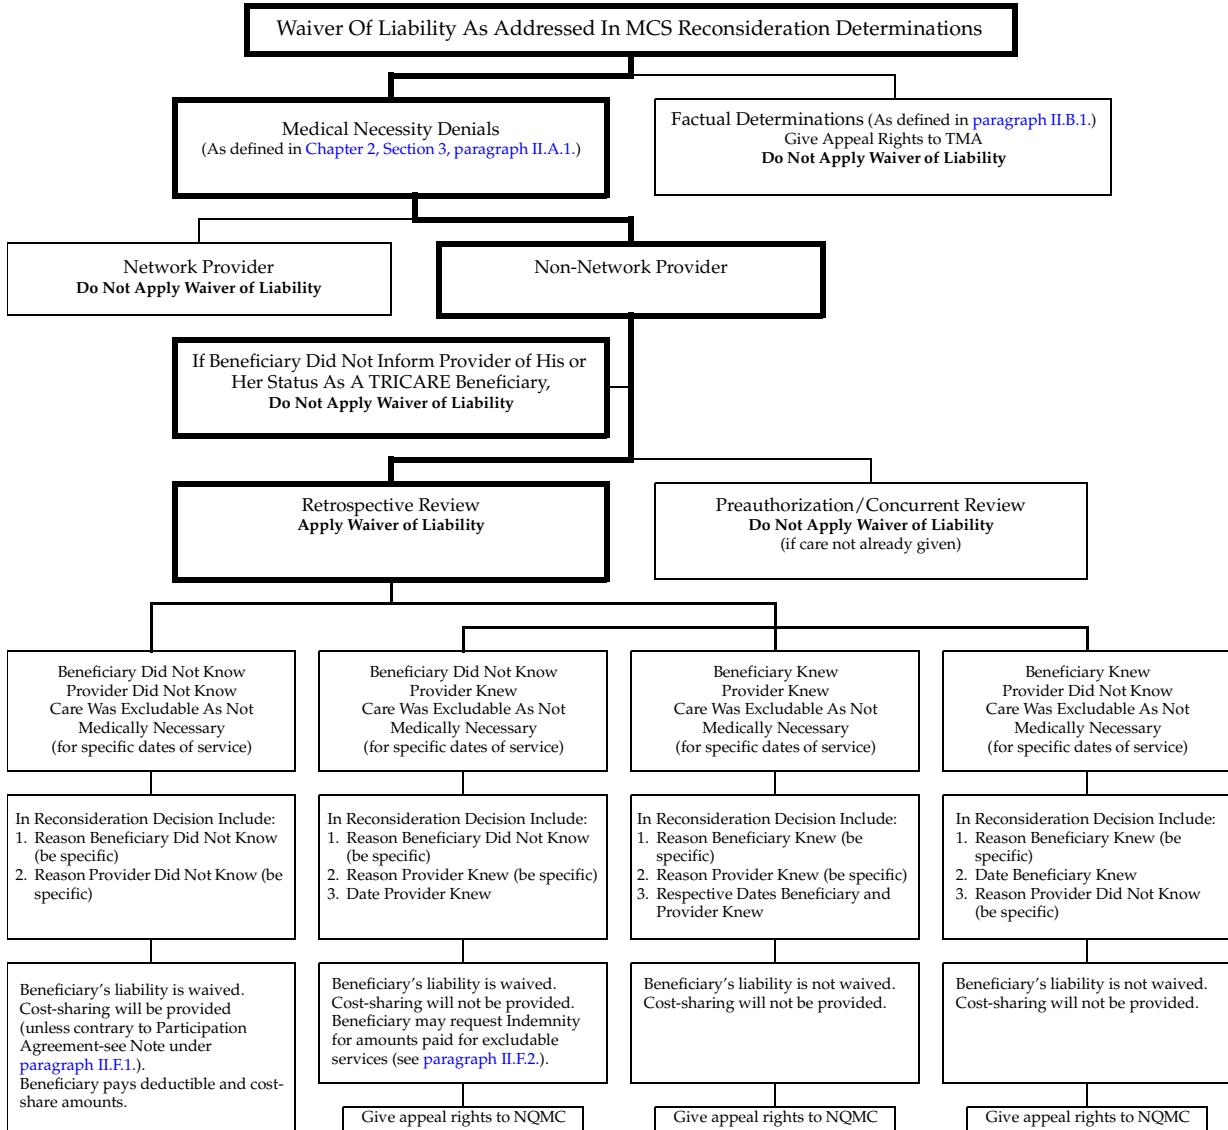 Waiver Of Liability As Addressed In MCS Reconsideration Determinations
Medical Necessity Denials
(As defined in Chapter 2, Section 3, paragraph II.A.1.)
Factual Determinations (As defined in paragraph II.B.1.)
Give Appeal Rights to TMA
Do Not Apply Waiver of Liability
Network Provider
Do Not Apply Waiver of Liability
Non-Network Provider
If Beneficiary Did Not Inform Provider of His or
Her Status As A TRICARE Beneficiary,
Do Not Apply Waiver of Liability
Retrospective Review
Apply Waiver of Liability
Preauthorization/Concurrent Review
Do Not Apply Waiver of Liability
(if care not already given)
Beneficiary Did Not Know
Provider Did Not Know
Care Was Excludable As Not
Medically Necessary
(for specific dates of service)
Beneficiary Did Not Know
Provider Knew
Care Was Excludable As Not
Medically Necessary
(for specific dates of service)
Beneficiary Knew
Provider Knew
Care Was Excludable As Not
Medically Necessary
(for specific dates of service)
Beneficiary Knew
Provider Did Not Know
Care Was Excludable As Not
Medically Necessary
(for specific dates of service)
In Reconsideration Decision Include:
1. Reason Beneficiary Did Not Know
(be specific)
2. Reason Provider Did Not Know (be
specific)
In Reconsideration Decision Include:
1. Reason Beneficiary Did Not Know
(be specific)
2. Reason Provider Knew (be specific)
3. Date Provider Knew
In Reconsideration Decision Include:
1. Reason Beneficiary Knew (be
specific)
2. Reason Provider Knew (be specific)
3. Respective Dates Beneficiary and
Provider Knew
In Reconsideration Decision Include:
1. Reason Beneficiary Knew (be
specific)
2. Date Beneficiary Knew
3. Reason Provider Did Not Know
(be specific)
Beneficiary's liability is waived.
Cost-sharing will be provided
(unless contrary to Participation
Agreement-see Note under
paragraph II.F.1.).
Beneficiary pays deductible and cost-
share amounts.
Beneficiary's liability is waived.
Cost-sharing will not be provided.
Beneficiary may request Indemnity
for amounts paid for excludable
services (see paragraph II.F.2.).
Beneficiary's liability is not waived.
Cost-sharing will not be provided.
Beneficiary's liability is not waived.
Cost-sharing will not be provided.
Give appeal rights to NQMC
Give appeal rights to NQMC
Give appeal rights to NQMC